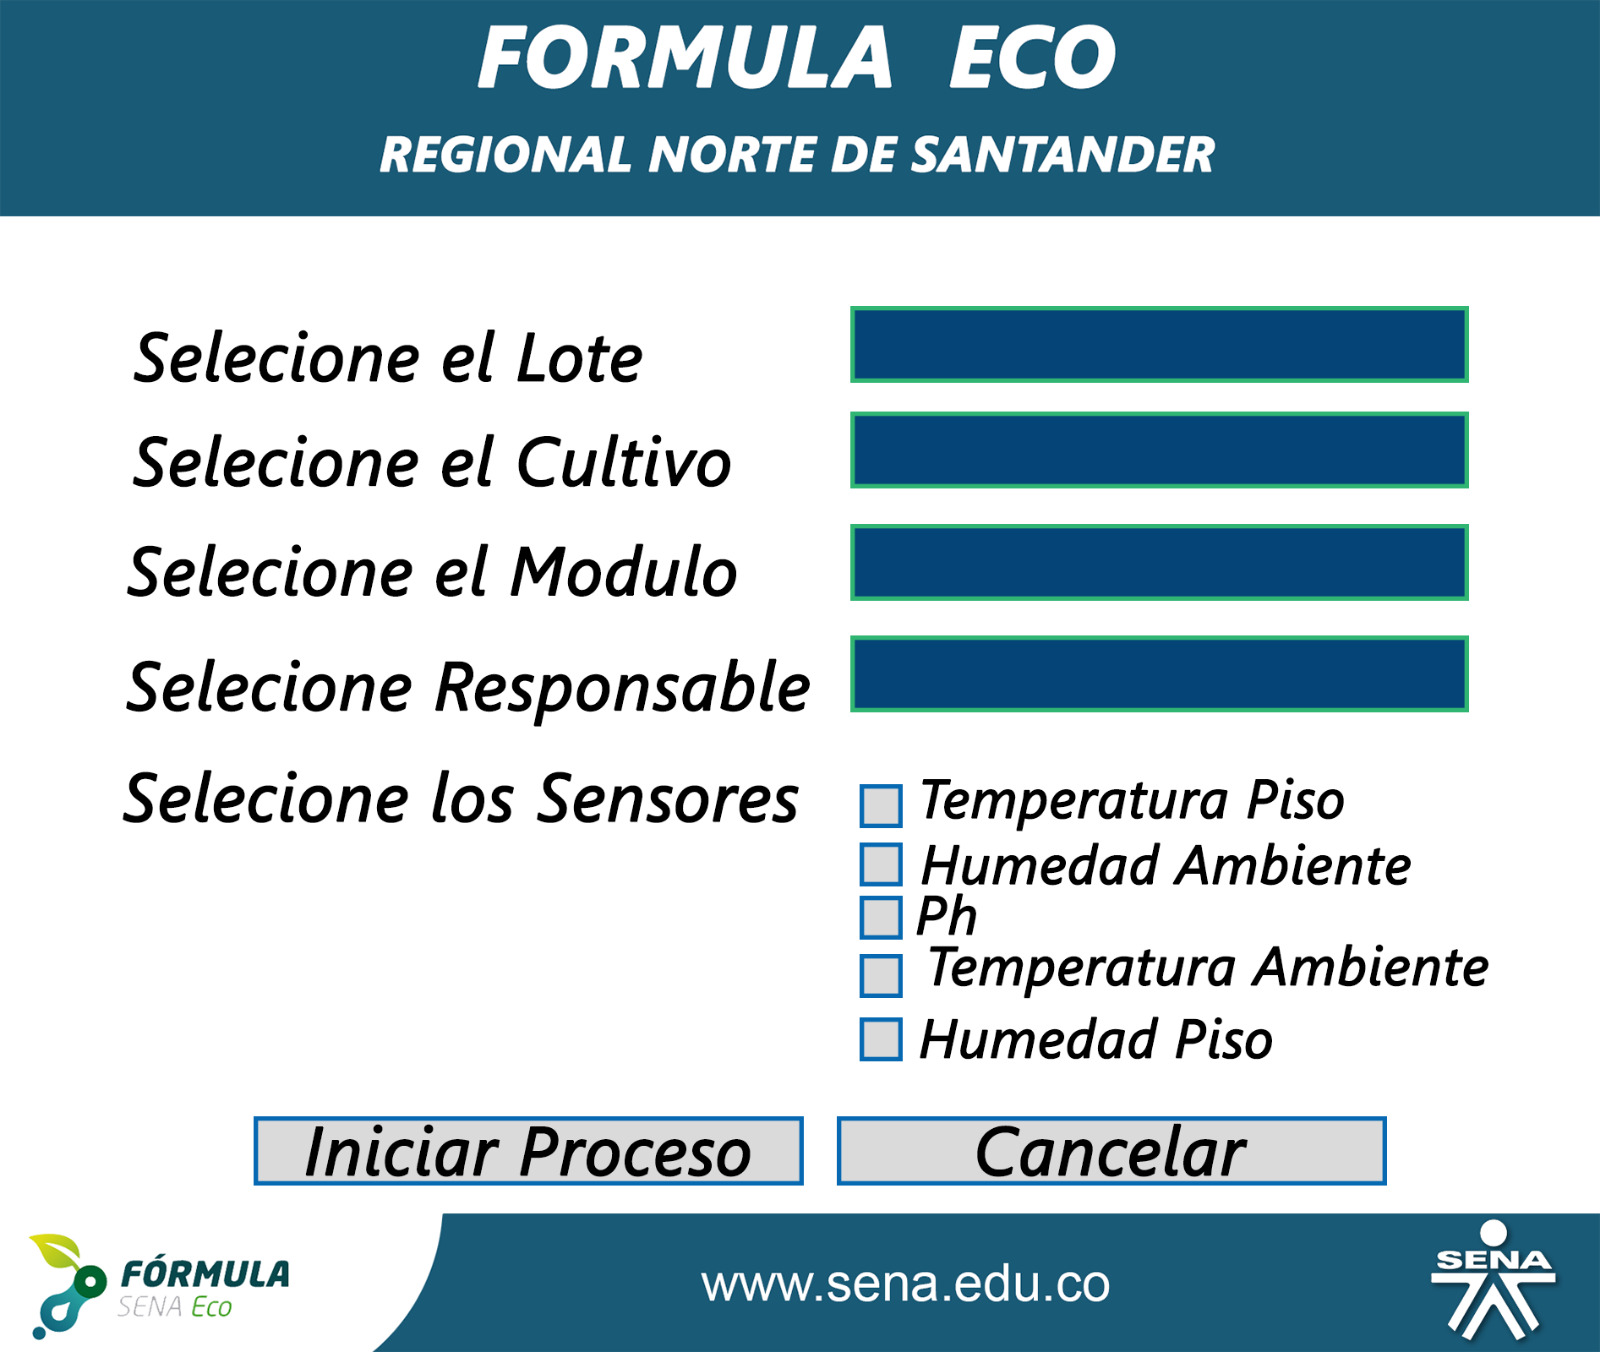 FORMULA ECO
REGIONAL NORTE DE SANTANDER
Selecione el Lote
Selecione el Cultivo
Selecione el Modulo
Selecione Responsable
Selecione los Sensores
Temperatura Piso
Humedad Ambiente
Ph
Temperatura Ambiente
Humedad Piso
Iniciar Proceso
Cancelar
FÓRMULA
SENA Eco
www.sena.edu.co
SENA